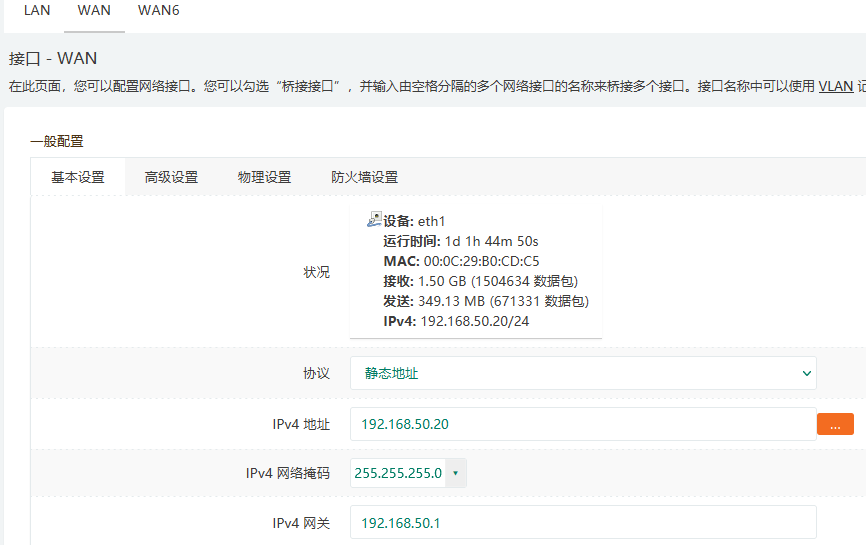 LAN WAN WAN6
接口 - WAN
在此页面，您可以配置网络接口。您可以勾选“桥接接口”，并输入由空格分隔的多个网络接口的名称来桥接多个接口。接口名称中可以使用 VLAN 记
一般配置
基本设置 高级设置 物理设置 防火墙设置
状况
设备: eth1
运行时间: 1d 1h 44m 50s
MAC: 00:0C:29:B0:CD:C5
接收: 1.50 GB (1504634 数据包)
发送: 349.13 MB (671331 数据包)
IPv4: 192.168.50.20/24
协议 静态地址
IPv4 地址 192.168.50.20 ...
IPv4 网络掩码 255.255.255.0
IPv4 网关 192.168.50.1